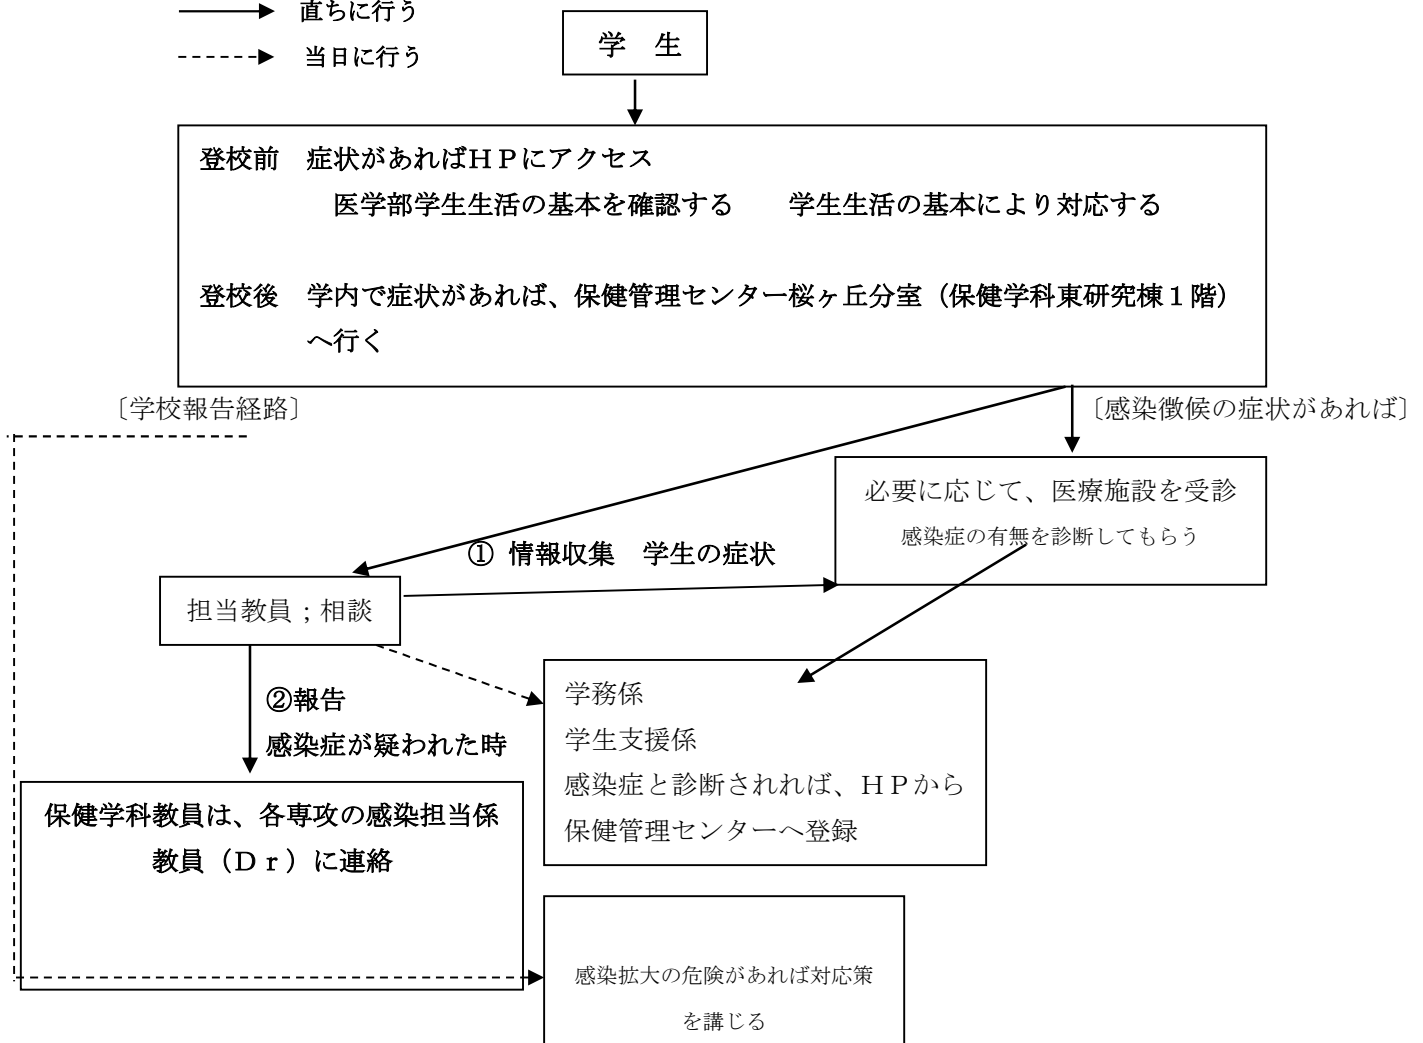 直ちに行う
当日に行う
学　生
登校前　症状があればＨＰにアクセス
医学部学生生活の基本を確認する　　学生生活の基本により対応する
登校後　学内で症状があれば、保健管理センター桜ヶ丘分室（保健学科東研究棟１階）
へ行く
〔学校報告経路〕
〔感染徴候の症状があれば〕
必要に応じて、医療施設を受診
感染症の有無を診断してもらう
① 情報収集　学生の症状
担当教員；相談
②報告
感染症が疑われた時
学務係
学生支援係
感染症と診断されれば、ＨＰから
保健管理センターへ登録
保健学科教員は、各専攻の感染担当係
教員（Ｄｒ）に連絡
感染拡大の危険があれば対応策
を講じる